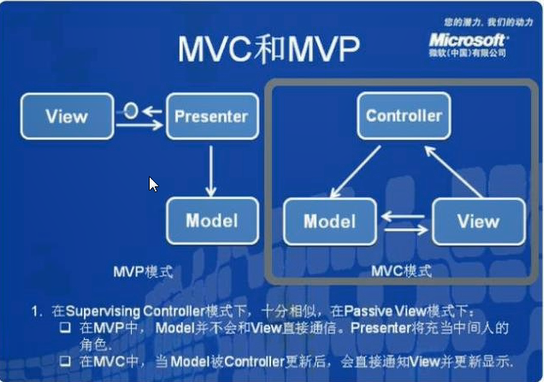 您的潜力,我们的动力
Microsoft
微软(中国)有限公司
MVC和MVP
View
Presenter
Model
MVP模式
Controller
Model
View
MVC模式
1. 在Supervising Controller模式下,十分相似,在Passive View模式下:
在MVP中, Model并不会和View直接通信。Presenter将充当中间人的
角色.
在MVC中,当Model被Controller更新后,会直接通知View并更新显示.